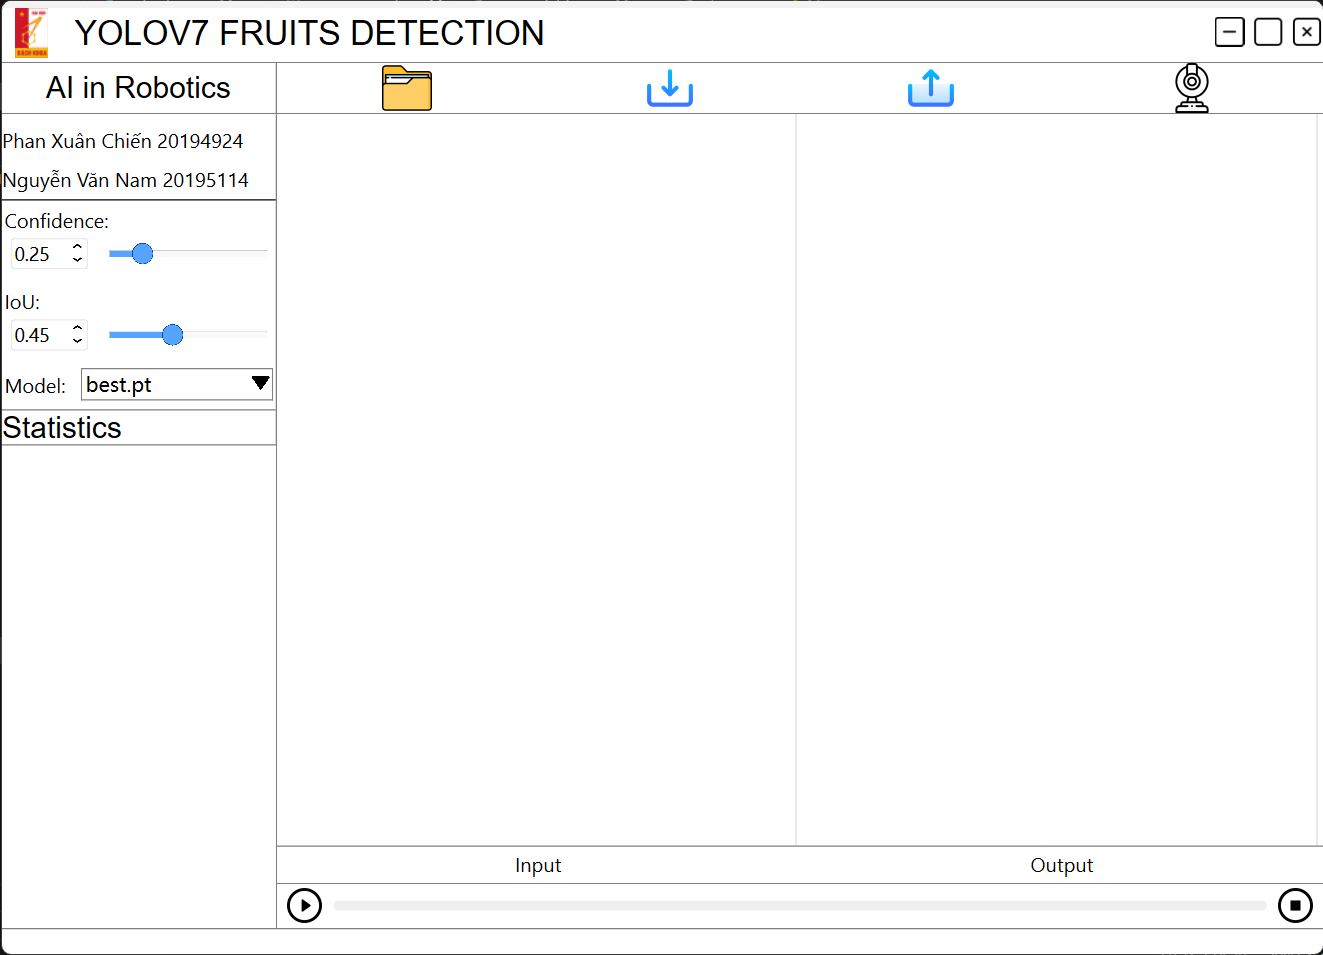 YOLOV7 FRUITS DETECTION
AI in Robotics
Phan Xuân Chiến 20194924
Nguyễn Văn Nam 20195114
Confidence:
0.25
IoU:
0.45
Model: best.pt
Statistics
Input Output